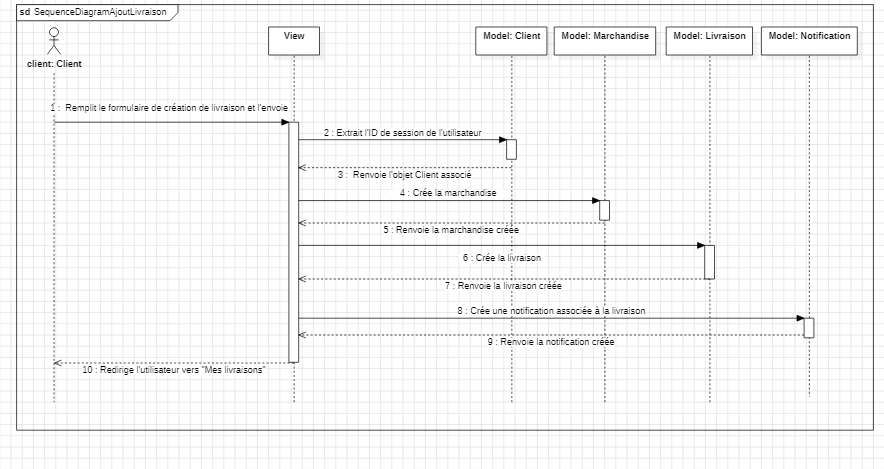 sd SequenceDiagramAjoutLivraison
client: Client
View
Model: Client
Model: Marchandise
Model: Livraison
Model: Notification
1 : Remplit le formulaire de création de livraison et l'envoie
2 : Extrait l'ID de session de l'utilisateur
3 : Renvoie l'objet Client associé
4 : Crée la marchandise
5 : Renvoie la marchandise créée
6 : Crée la livraison
7 : Renvoie la livraison créée
8 : Crée une notification associée à la livraison
9 : Renvoie la notification créée
10 : Redirige l'utilisateur vers "Mes livraisons"